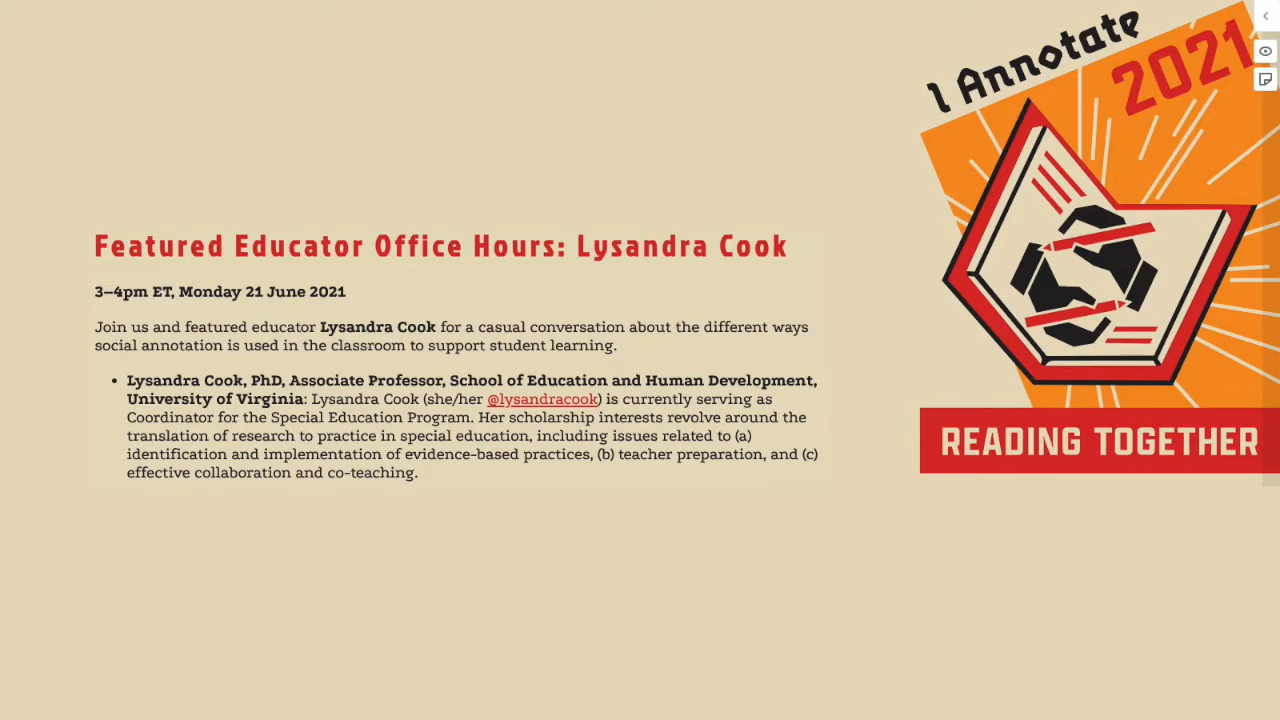 I Annotate
2021
Featured Educator Office Hours: Lysandra Cook
3–4pm ET, Monday 21 June 2021
Join us and featured educator Lysandra Cook for a casual conversation about the different ways
social annotation is used in the classroom to support student learning.
• Lysandra Cook, PhD, Associate Professor, School of Education and Human Development,
University of Virginia: Lysandra Cook (she/her @lysandracook) is currently serving as
Coordinator for the Special Education Program. Her scholarship interests revolve around the
translation of research to practice in special education, including issues related to (a)
identification and implementation of evidence-based practices, (b) teacher preparation, and (c)
effective collaboration and co-teaching.
READING TOGETHER